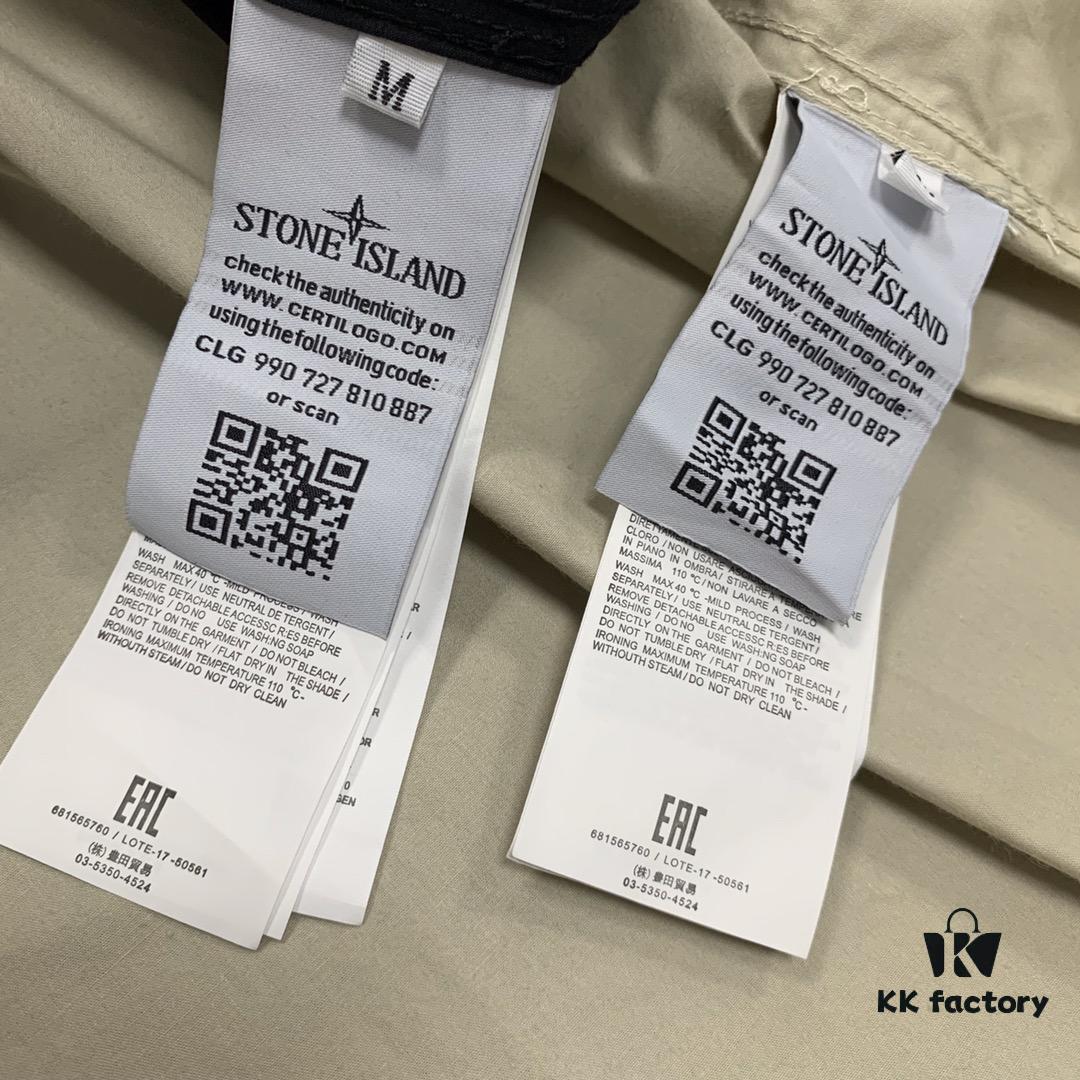 M
STONE ISLAND
check the authenticity on
WWW.CERTILOGO.COM
using the following code:
CLG 990 727 810 887
or scan
WASH MAX 40 °C -MILD PROCESS / WASH
SEPARATELY / USE NEUTRAL DE TERGENT /
REMOVE DETACHABLE ACCESSC R:ES BEFORE
WASHING / DO NO USE WASH:NG SOAP
DIRECTLY ON THE GARMENT / DO NOT BLEACH /
DO NOT TUMBLE DRY / FLAT DRY IN THE SHADE /
IRONING MAXIMUM TEMPERATURE 110 °C-
WITHOUTH STEAM / DO NOT DRY CLEAN
EAC
681565760 / LOTE-17 -50561
(株) 豊田貿易
03-5350-4524
STONE ISLAND
check the authenticity on
WWW.CERTILOGO.COM
using the following code:
CLG 990 727 810 887
or scan
CLORO / NON USARE
IN PIANO IN OMBRA / STIRARE A
MASSIMA 110 °C / NON LAVARE A SECCO
WASH MAX 40 °C -MILD PROCESS / WASH
SEPARATELY / USE NEUTRAL DE TERGENT /
REMOVE DETACHABLE ACCESSC R:ES BEFORE
WASHING / DO NO USE WASH:NG SOAP
DIRECTLY ON THE GARMENT / DO NOT BLEACH /
DO NOT TUMBLE DRY / FLAT DRY IN THE SHADE /
IRONING MAXIMUM TEMPERATURE 110 °C-
WITHOUTH STEAM / DO NOT DRY CLEAN
EAC
681565760 / LOTE-17 -50561
(株) 豊田貿易
03-5350-4524
K
KK factory